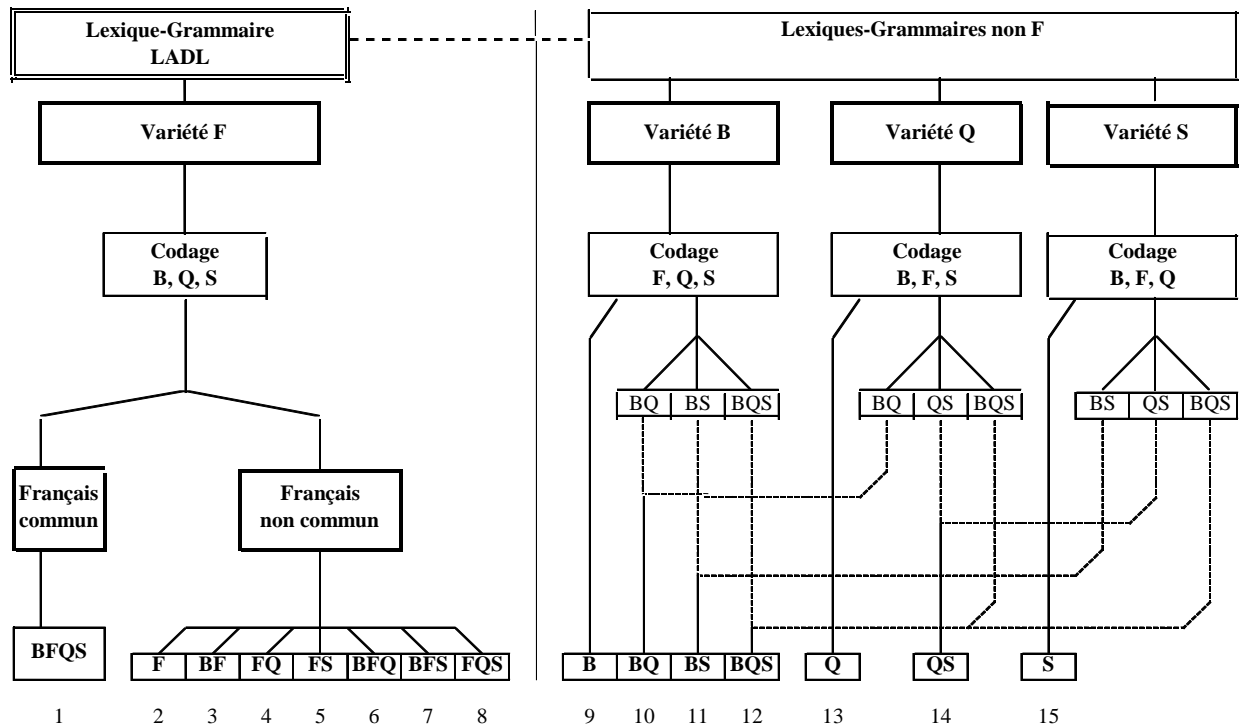 Lexique-Grammaire
LADL
Lexiques-Grammaires non F
Variété F
Variété B
Variété Q
Variété S
Codage
B, Q, S
Codage
F, Q, S
Codage
B, F, S
Codage
B, F, Q
BQ BS BQS
BQ QS BQS
BS QS BQS
Français
commun
Français
non commun
BFQS
F BF FQ FS BFQ BFS FQS
B BQ BS BQS
Q
QS
S
1 2 3 4 5 6 7 8 9 10 11 12 13 14 15